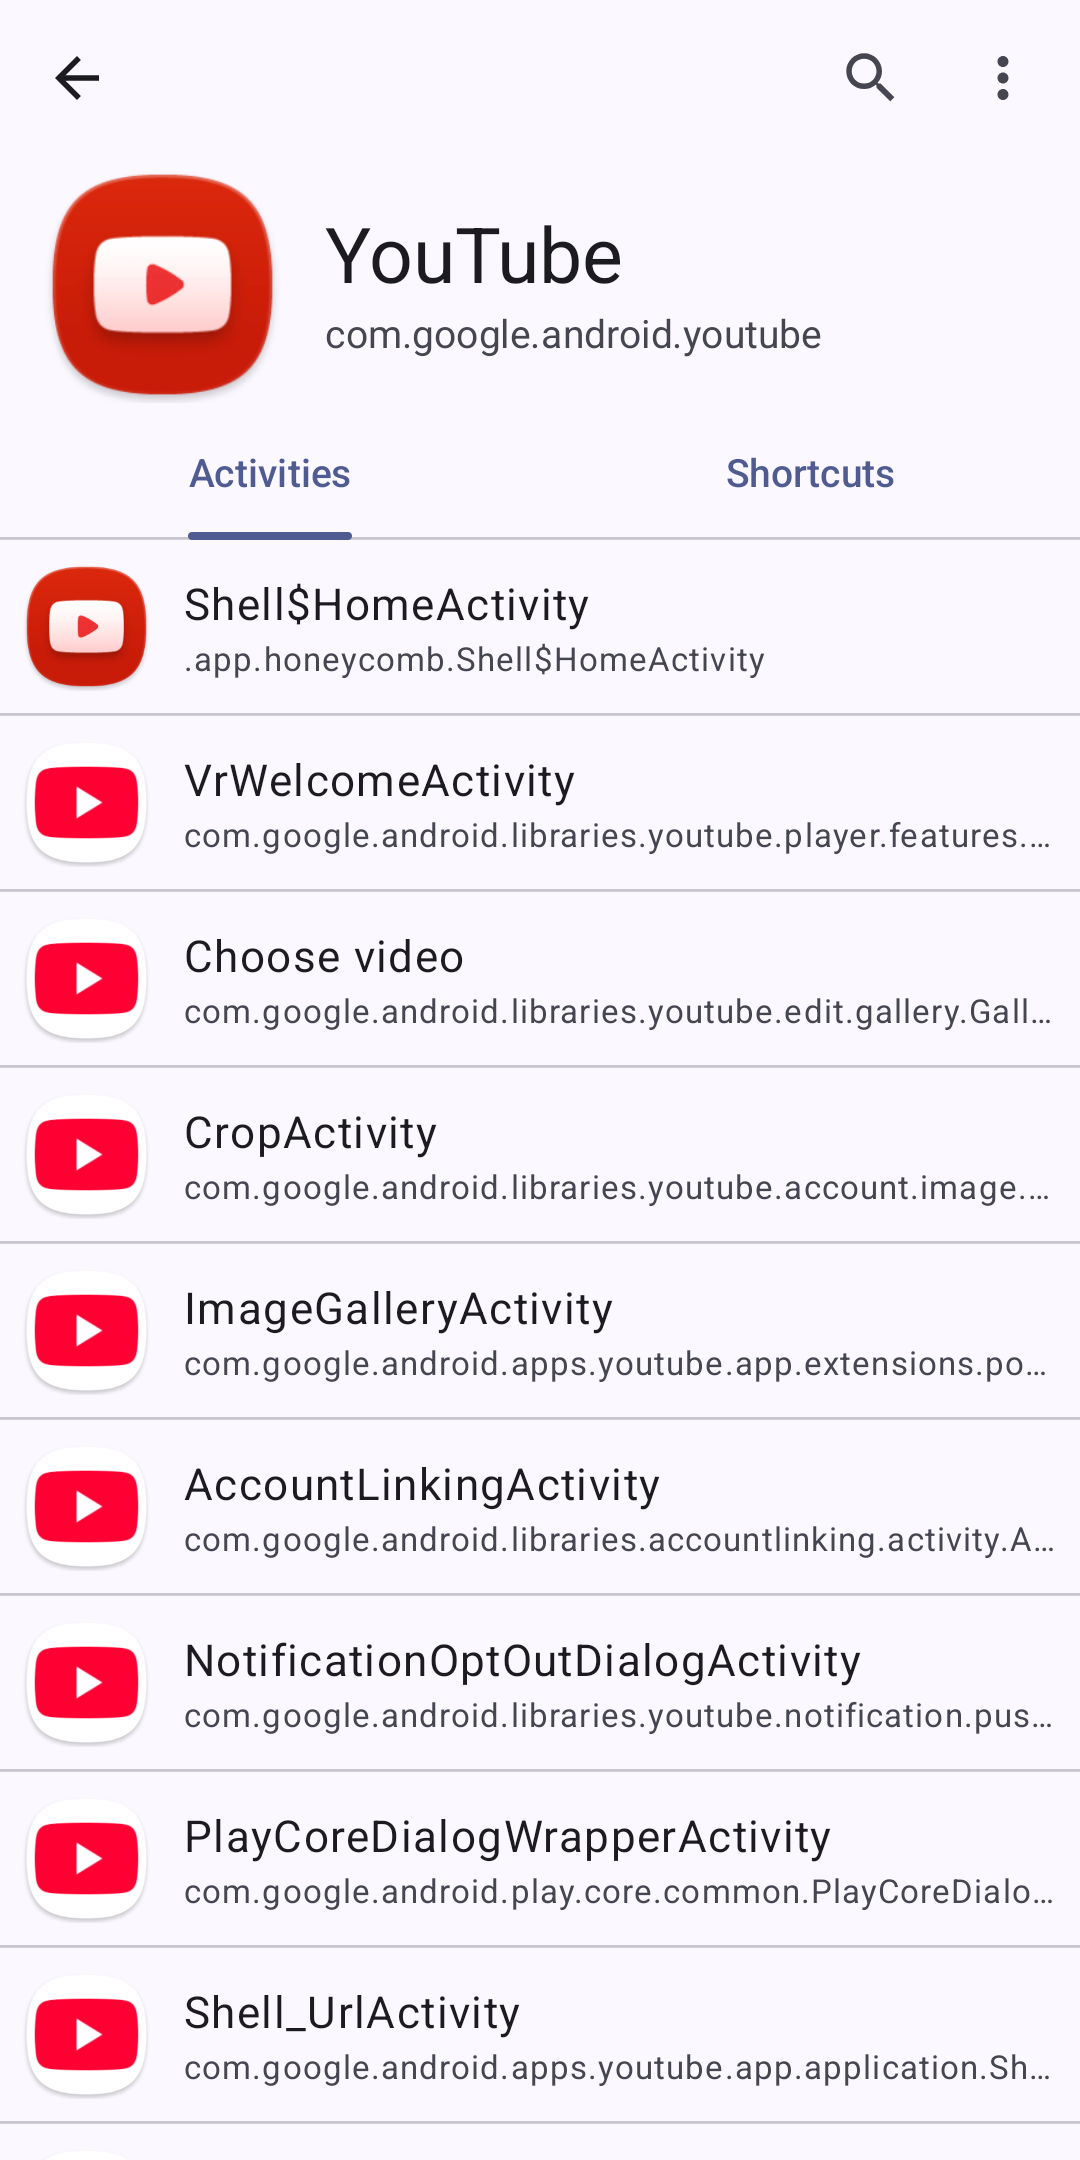 YouTube
com.google.android.youtube
Activities
Shortcuts
Shell$HomeActivity
.app.honeycomb.Shell$HomeActivity
VrWelcomeActivity
com.google.android.libraries.youtube.player.features.…
Choose video
com.google.android.libraries.youtube.edit.gallery.Gall…
CropActivity
com.google.android.libraries.youtube.account.image.…
ImageGalleryActivity
com.google.android.apps.youtube.app.extensions.po…
AccountLinkingActivity
com.google.android.libraries.accountlinking.activity.A…
NotificationOptOutDialogActivity
com.google.android.libraries.youtube.notification.pus…
PlayCoreDialogWrapperActivity
com.google.android.play.core.common.PlayCoreDialo…
Shell_UrlActivity
com.google.android.apps.youtube.app.application.Sh…